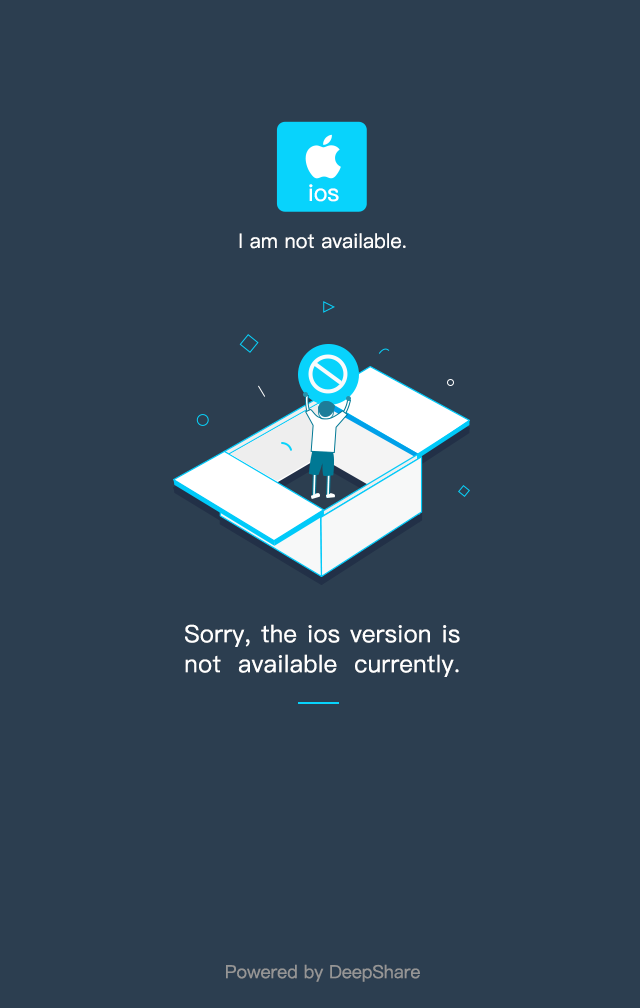 ios
I am not available.
Sorry, the ios version is
not available currently.
Powered by DeepShare